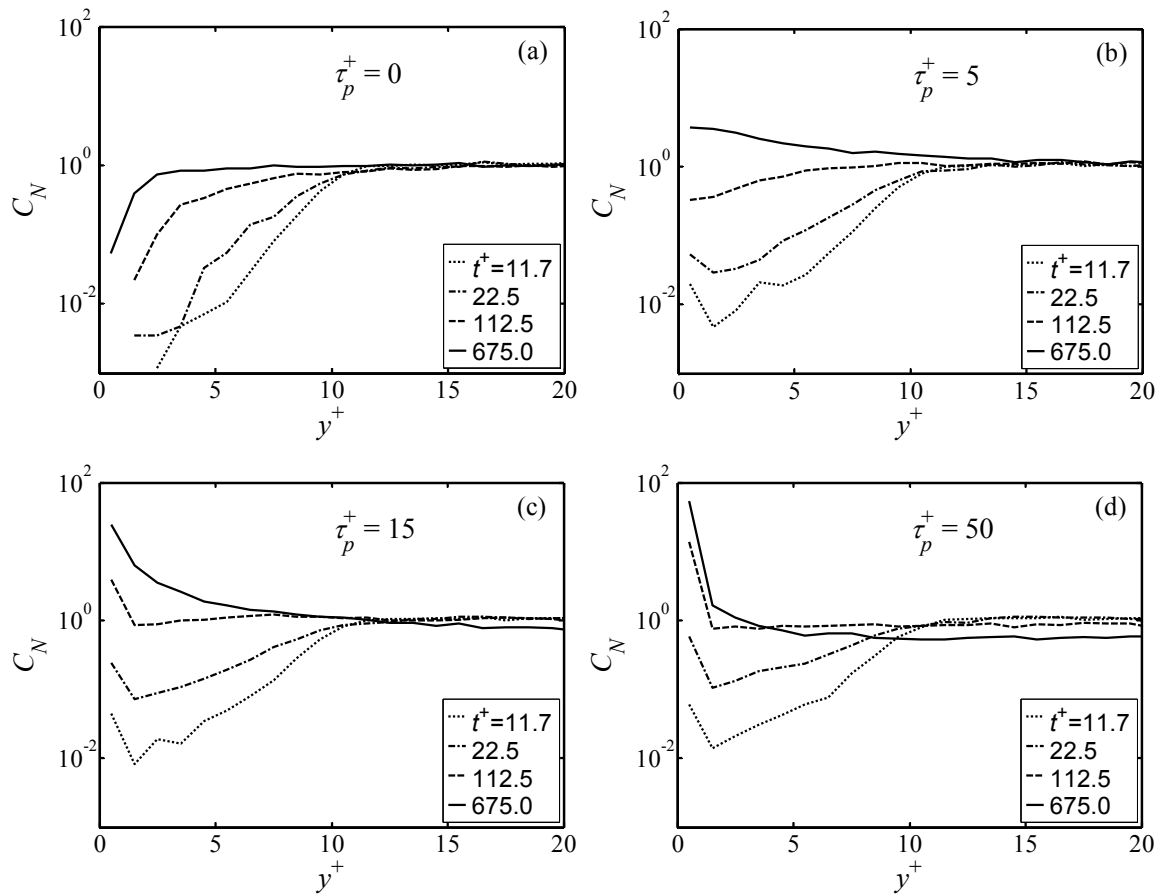 (a)
τ_p^+ = 0
C_N
10^2
10^0
10^-2
t^+=11.7
22.5
112.5
675.0
0 5 10 15 20
y^+
(b)
τ_p^+ = 5
C_N
10^2
10^0
10^-2
t^+=11.7
22.5
112.5
675.0
0 5 10 15 20
y^+
(c)
τ_p^+ = 15
C_N
10^2
10^0
10^-2
t^+=11.7
22.5
112.5
675.0
0 5 10 15 20
y^+
(d)
τ_p^+ = 50
C_N
10^2
10^0
10^-2
t^+=11.7
22.5
112.5
675.0
0 5 10 15 20
y^+